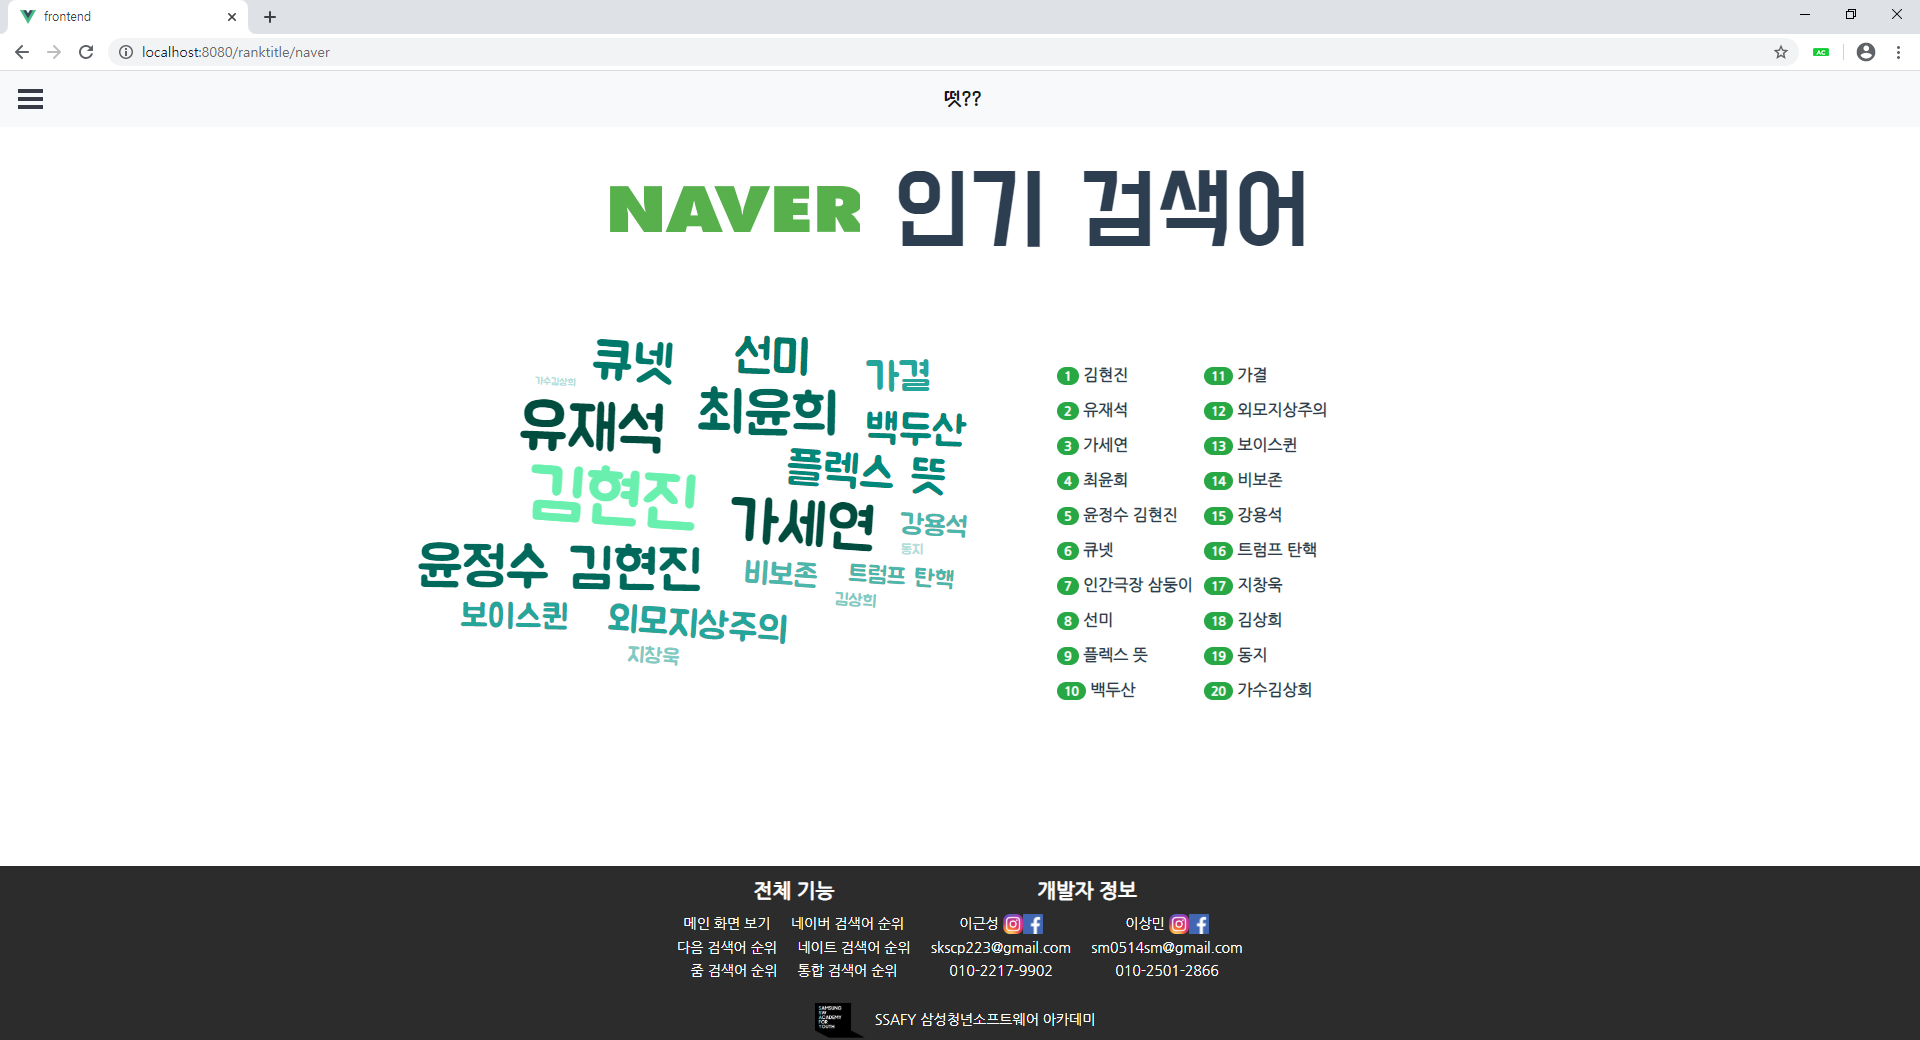 frontend
localhost:8080/ranktitle/naver
떳??
NAVER 인기 검색어
큐넷
선미
가결
가수김상희
유재석
최윤희
백두산
플렉스 뜻
김현진
가세연
강용석
동지
윤정수 김현진
비보존
트럼프 탄핵
김상희
보이스퀸
외모지상주의
지창욱
1 김현진
2 유재석
3 가세연
4 최윤희
5 윤정수 김현진
6 큐넷
7 인간극장 삼둥이
8 선미
9 플렉스 뜻
10 백두산
11 가결
12 외모지상주의
13 보이스퀸
14 비보존
15 강용석
16 트럼프 탄핵
17 지창욱
18 김상희
19 동지
20 가수김상희
전체 기능
메인 화면 보기 네이버 검색어 순위
다음 검색어 순위 네이트 검색어 순위
줌 검색어 순위 통합 검색어 순위
개발자 정보
이근성
skscp223@gmail.com
010-2217-9902
이상민
sm0514sm@gmail.com
010-2501-2866
SAMSUNG
SW
ACADEMY
FOR
YOUTH
SSAFY 삼성청년소프트웨어 아카데미